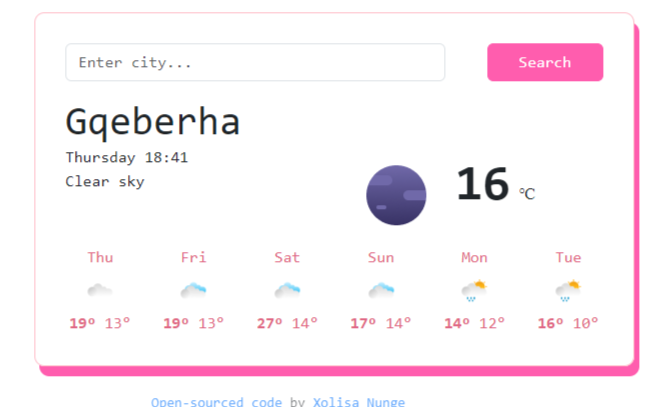 Enter city...
Search
Gqeberha
Thursday 18:41
Clear sky
16 °C
Thu Fri Sat Sun Mon Tue
19° 13° 19° 13° 27° 14° 17° 14° 14° 12° 16° 10°
Open-sourced code by Xolisa Nunge